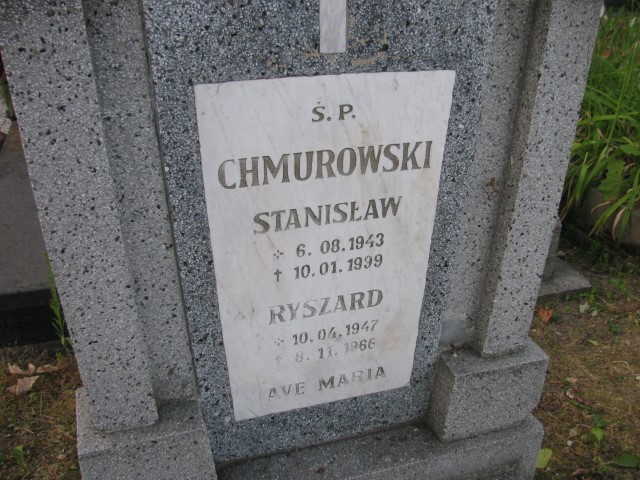 Ś.P.
CHMUROWSKI
STANISŁAW
* 6.08.1943
† 10.01.1999
RYSZARD
* 10.04.1947
† 8.11.1966
AVE MARIA